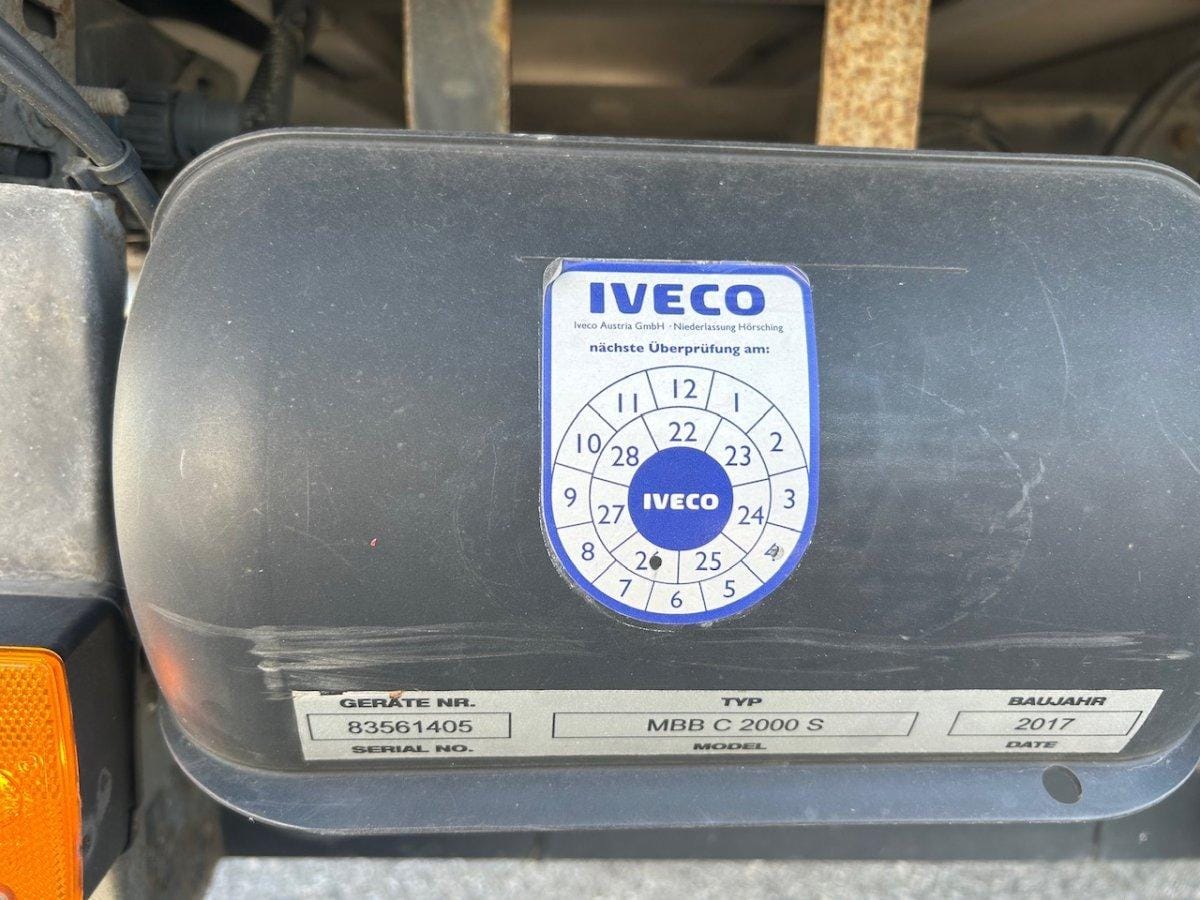 IVECO
Iveco Austria GmbH · Niederlassung Hörsching
nächste Überprüfung am:
12
11 1
10 2
9 3
8 4
7 5
6
22
28 23
27 24
2 25
IVECO
GERÄTE NR. TYP BAUJAHR
83561405 MBB C 2000 S 2017
SERIAL NO. MODEL DATE